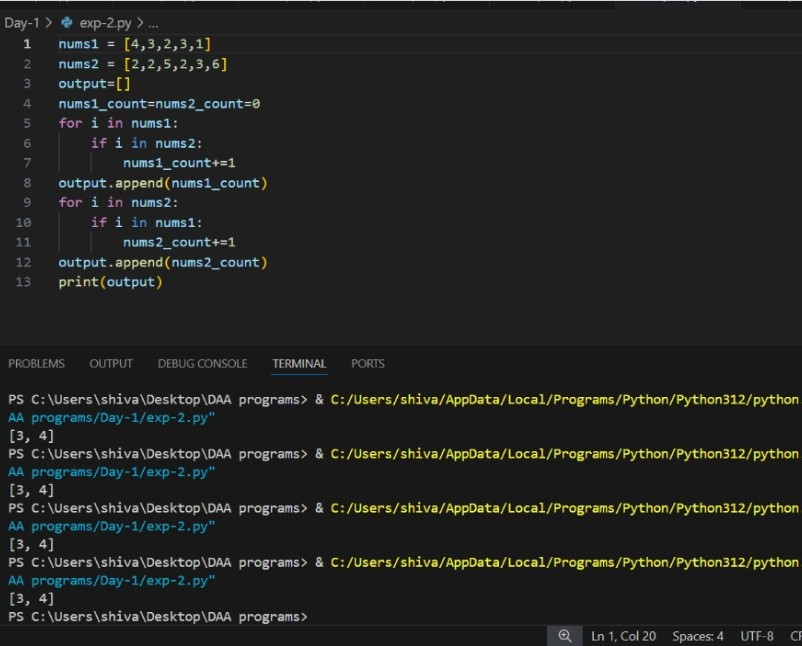 Day-1 > exp-2.py > ...
1 nums1 = [4,3,2,3,1]
2 nums2 = [2,2,5,2,3,6]
3 output=[]
4 nums1_count=nums2_count=0
5 for i in nums1:
6     if i in nums2:
7         nums1_count+=1
8 output.append(nums1_count)
9 for i in nums2:
10     if i in nums1:
11         nums2_count+=1
12 output.append(nums2_count)
13 print(output)
PROBLEMS OUTPUT DEBUG CONSOLE TERMINAL PORTS
PS C:\Users\shiva\Desktop\DAA programs> & C:/Users/shiva/AppData/Local/Programs/Python/Python312/python
AA programs/Day-1/exp-2.py"
[3, 4]
PS C:\Users\shiva\Desktop\DAA programs> & C:/Users/shiva/AppData/Local/Programs/Python/Python312/python
AA programs/Day-1/exp-2.py"
[3, 4]
PS C:\Users\shiva\Desktop\DAA programs> & C:/Users/shiva/AppData/Local/Programs/Python/Python312/python
AA programs/Day-1/exp-2.py"
[3, 4]
PS C:\Users\shiva\Desktop\DAA programs> & C:/Users/shiva/AppData/Local/Programs/Python/Python312/python
AA programs/Day-1/exp-2.py"
[3, 4]
PS C:\Users\shiva\Desktop\DAA programs>
Ln 1, Col 20 Spaces: 4 UTF-8